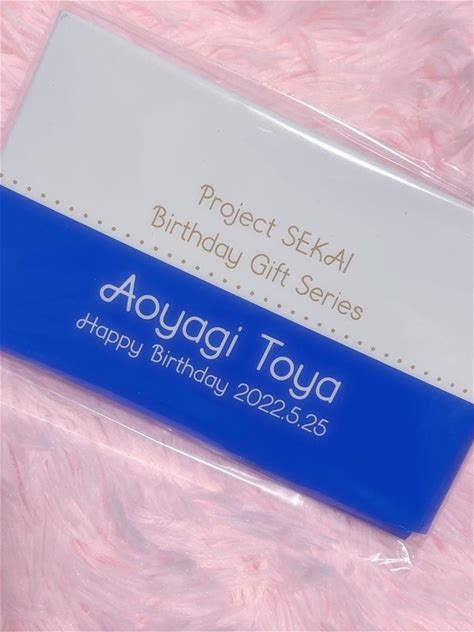 Project SEKAI
Birthday Gift Series
Aoyagi Toya
Happy Birthday 2022.5.25